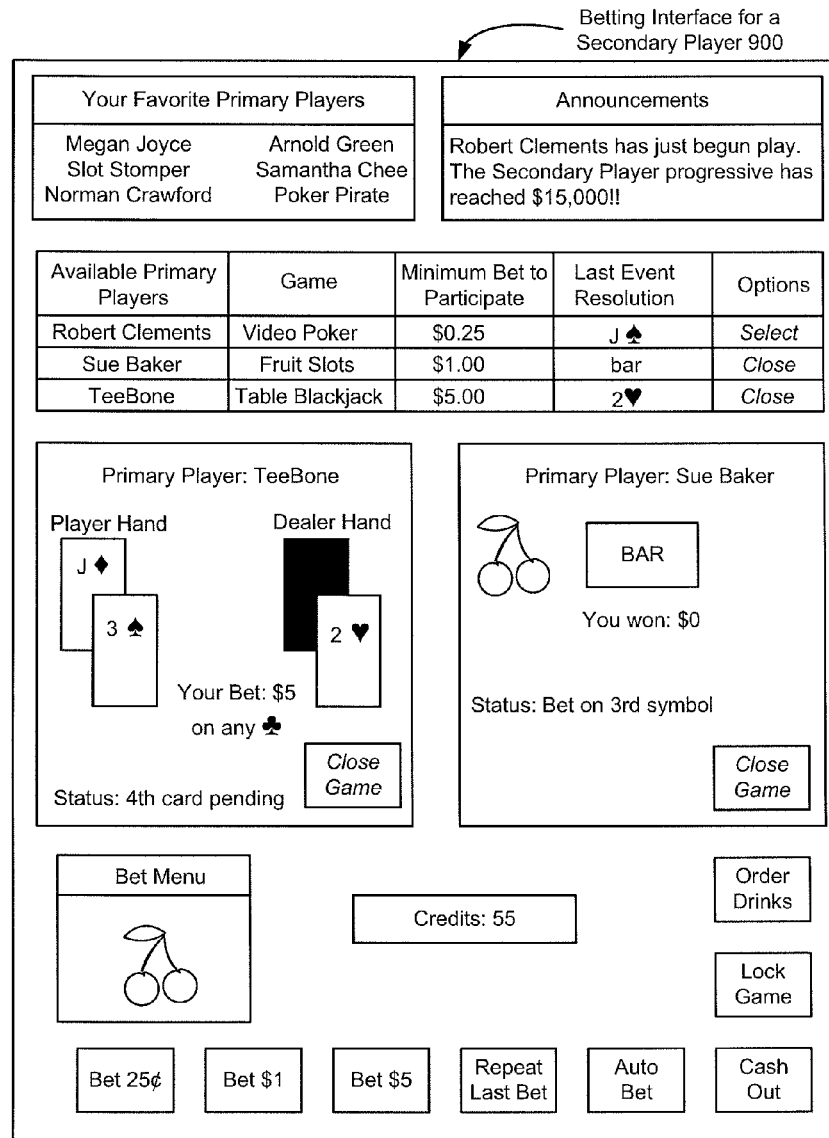 Betting Interface for a
Secondary Player 900
Your Favorite Primary Players
Megan Joyce Arnold Green
Slot Stomper Samantha Chee
Norman Crawford Poker Pirate
Announcements
Robert Clements has just begun play.
The Secondary Player progressive has
reached $15,000!!
Available Primary Players Game Minimum Bet to Participate Last Event Resolution Options
Robert Clements Video Poker $0.25 J ♠ Select
Sue Baker Fruit Slots $1.00 bar Close
TeeBone Table Blackjack $5.00 2♥ Close
Primary Player: TeeBone
Player Hand Dealer Hand
J ♦
3 ♠ 2 ♥
Your Bet: $5
on any ♣
Close
Game
Status: 4th card pending
Primary Player: Sue Baker
BAR
You won: $0
Status: Bet on 3rd symbol
Close
Game
Bet Menu
Credits: 55
Order
Drinks
Lock
Game
Bet 25¢ Bet $1 Bet $5 Repeat Last Bet Auto Bet Cash Out